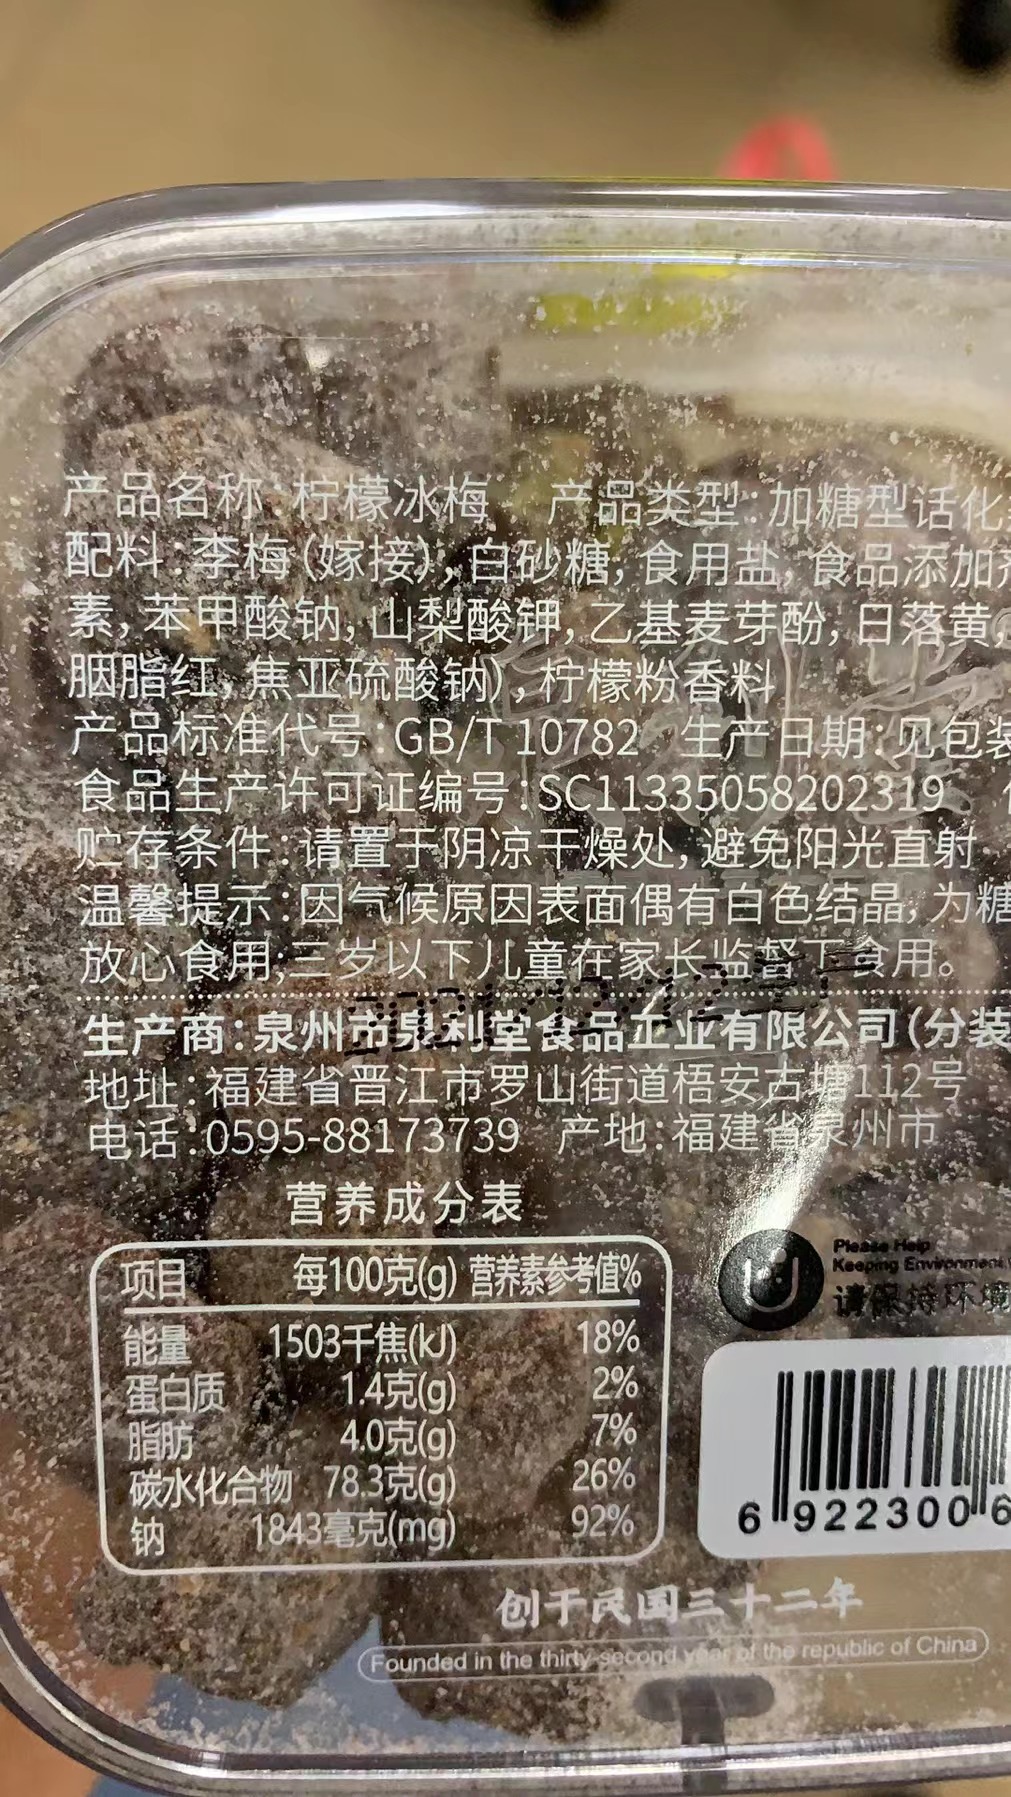 产品名称:柠檬冰梅 产品类型:加糖型话化
配料:李梅(嫁接),白砂糖,食用盐,食品添加
素,苯甲酸钠,山梨酸钾,乙基麦芽酚,日落黄,
胭脂红,焦亚硫酸钠),柠檬粉香料
产品标准代号:GB/T 10782 生产日期:见包装
食品生产许可证编号:SC11335058202319
贮存条件:请置于阴凉干燥处,避免阳光直射
温馨提示:因气候原因表面偶有白色结晶,为糖
放心食用,三岁以下儿童在家长监督下食用。
生产商:泉州市泉利堂食品工业有限公司(分装
地址:福建省晋江市罗山街道梧安古塘112号
电话:0595-88173739 产地:福建省泉州市
营养成分表
项目 每100克(g) 营养素参考值%
能量 1503千焦(kJ) 18%
蛋白质 1.4克(g) 2%
脂肪 4.0克(g) 7%
碳水化合物 78.3克(g) 26%
钠 1843毫克(mg) 92%
Please Help
Keeping Environment
请保持环境
6 922300 6
创于民国三十二年
Founded in the thirty-second year of the republic of China